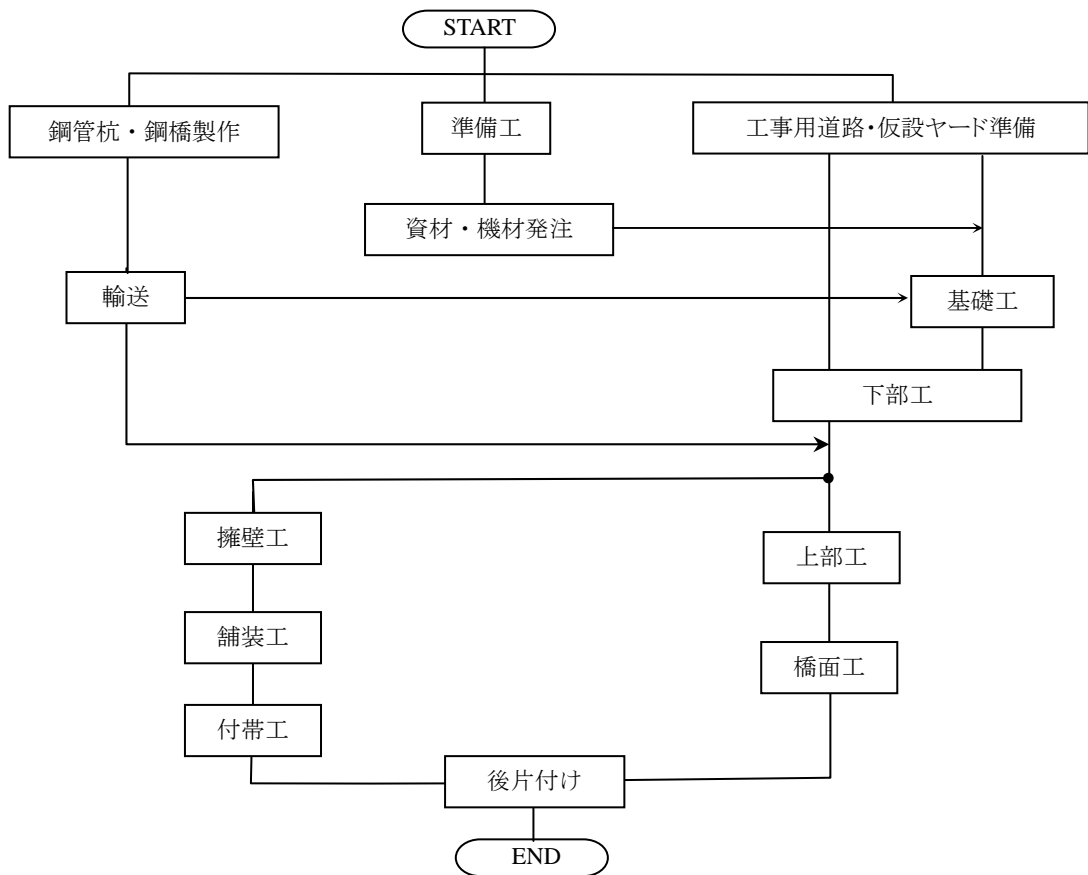 START
鋼管杭・鋼橋製作
準備工
工事用道路・仮設ヤード準備
資材・機材発注
輸送
基礎工
下部工
擁壁工
上部工
舗装工
橋面工
付帯工
後片付け
END